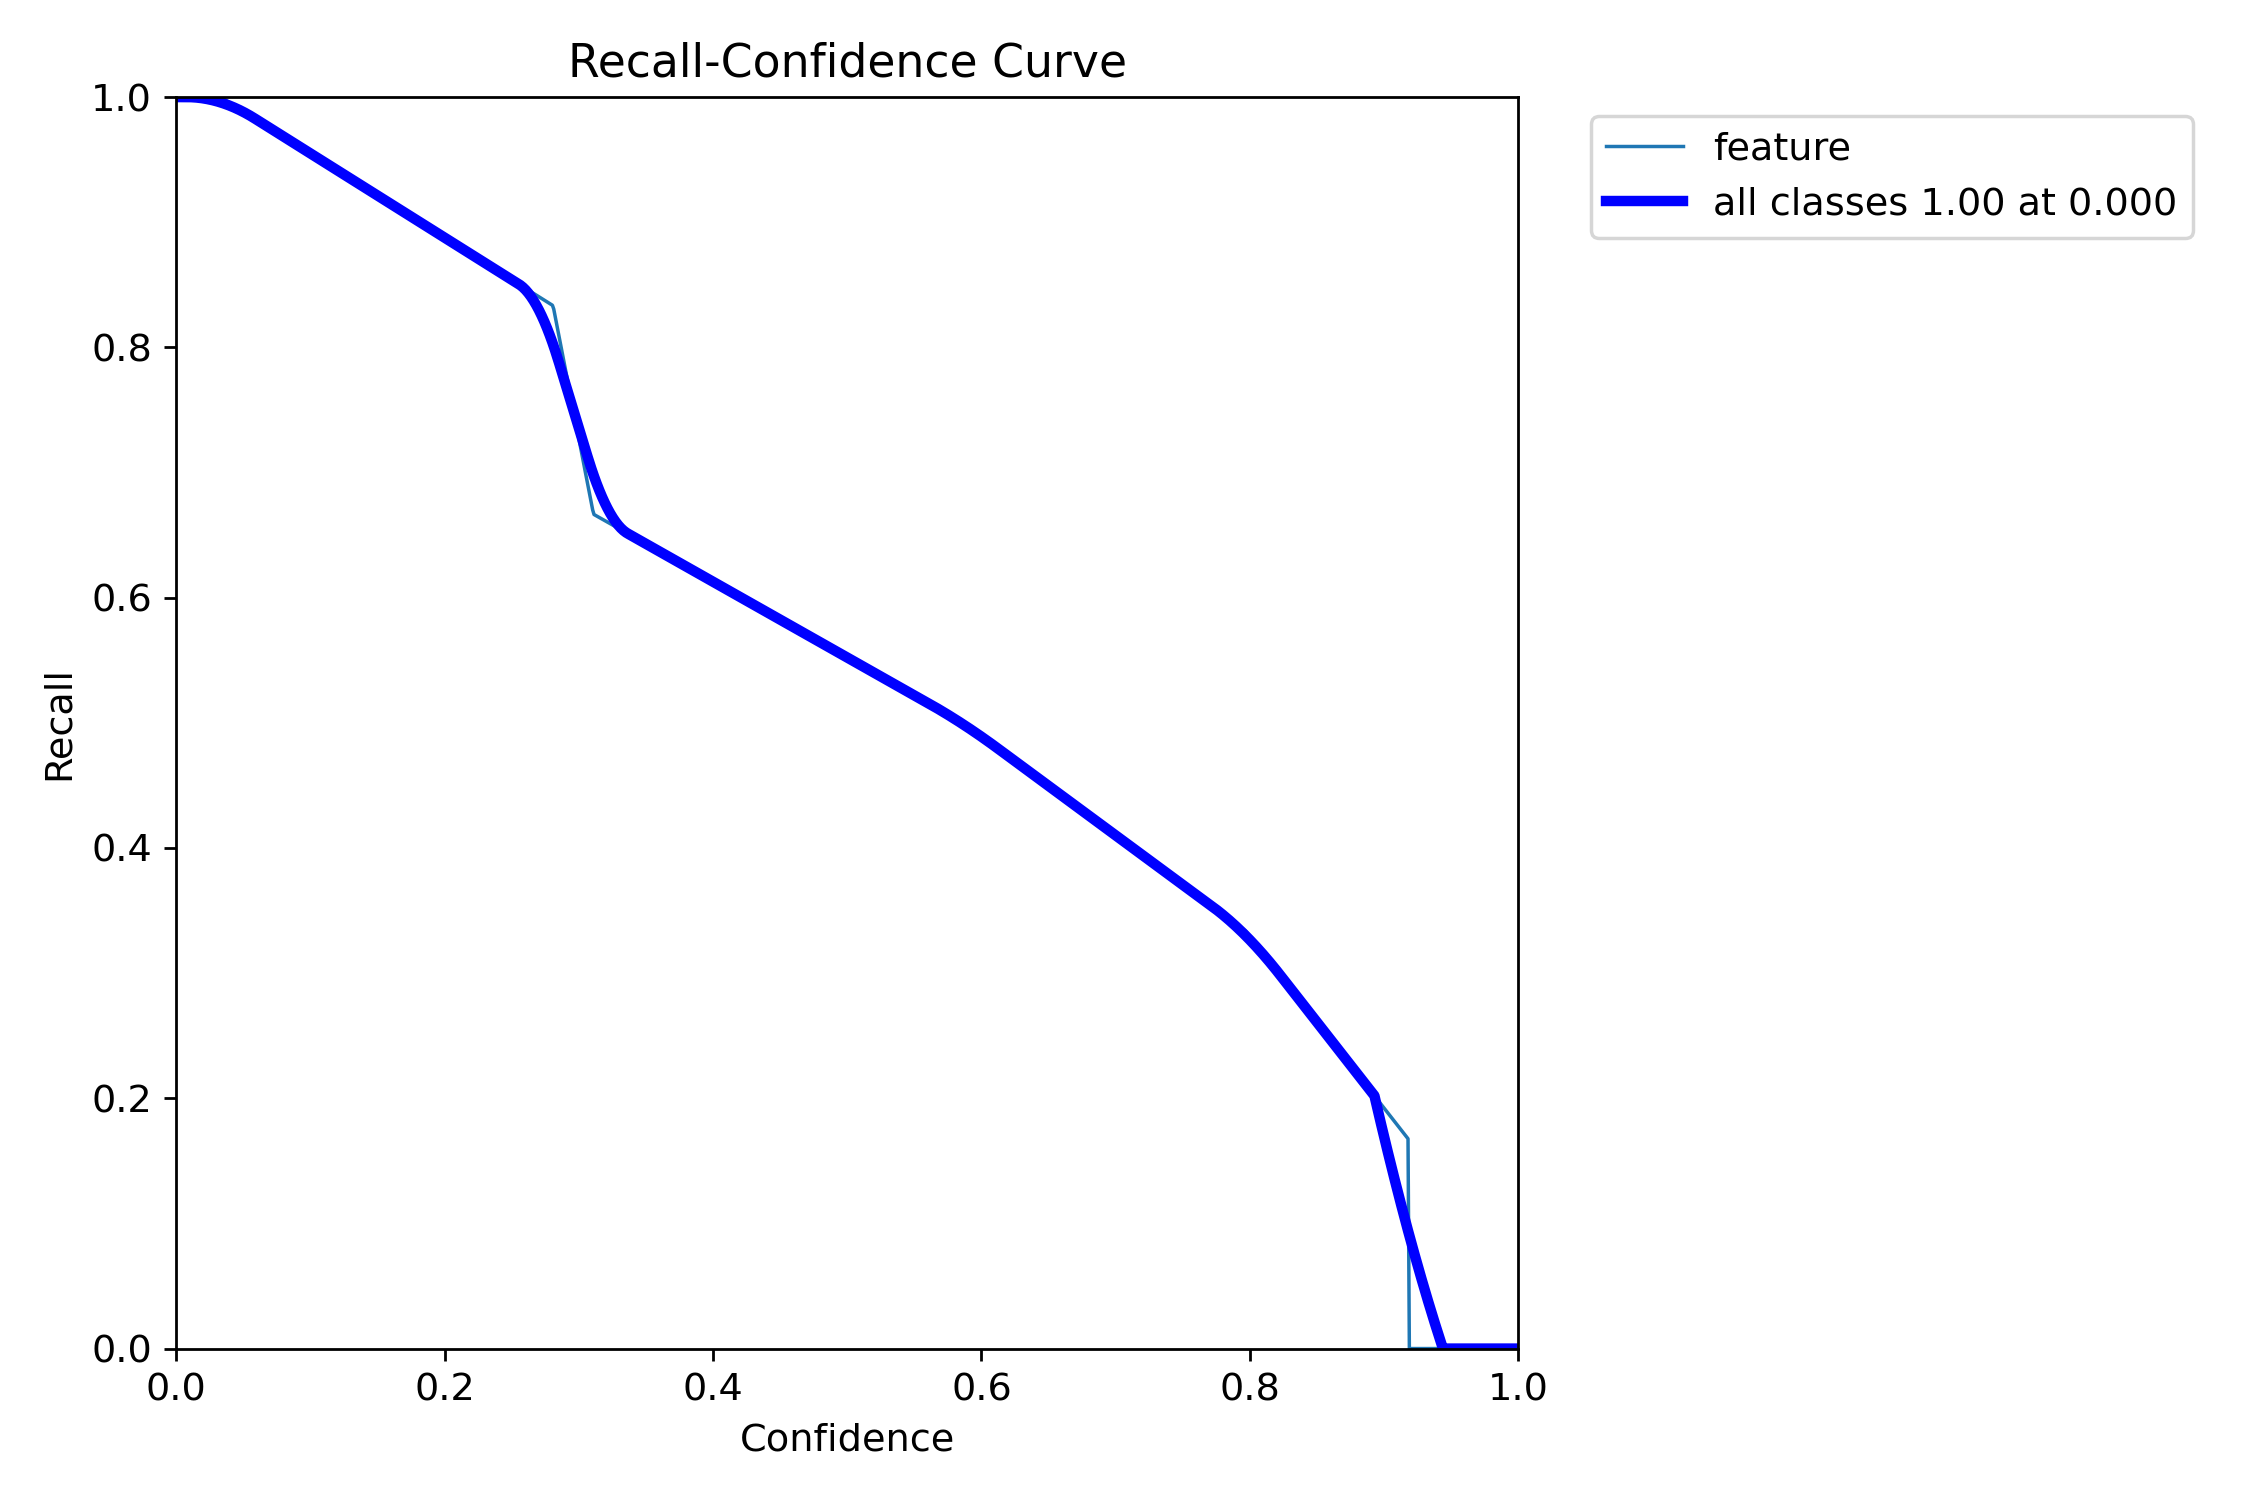 Recall-Confidence Curve
feature
all classes 1.00 at 0.000
1.0
0.8
0.6
0.4
0.2
0.0
Recall
0.0 0.2 0.4 0.6 0.8 1.0
Confidence